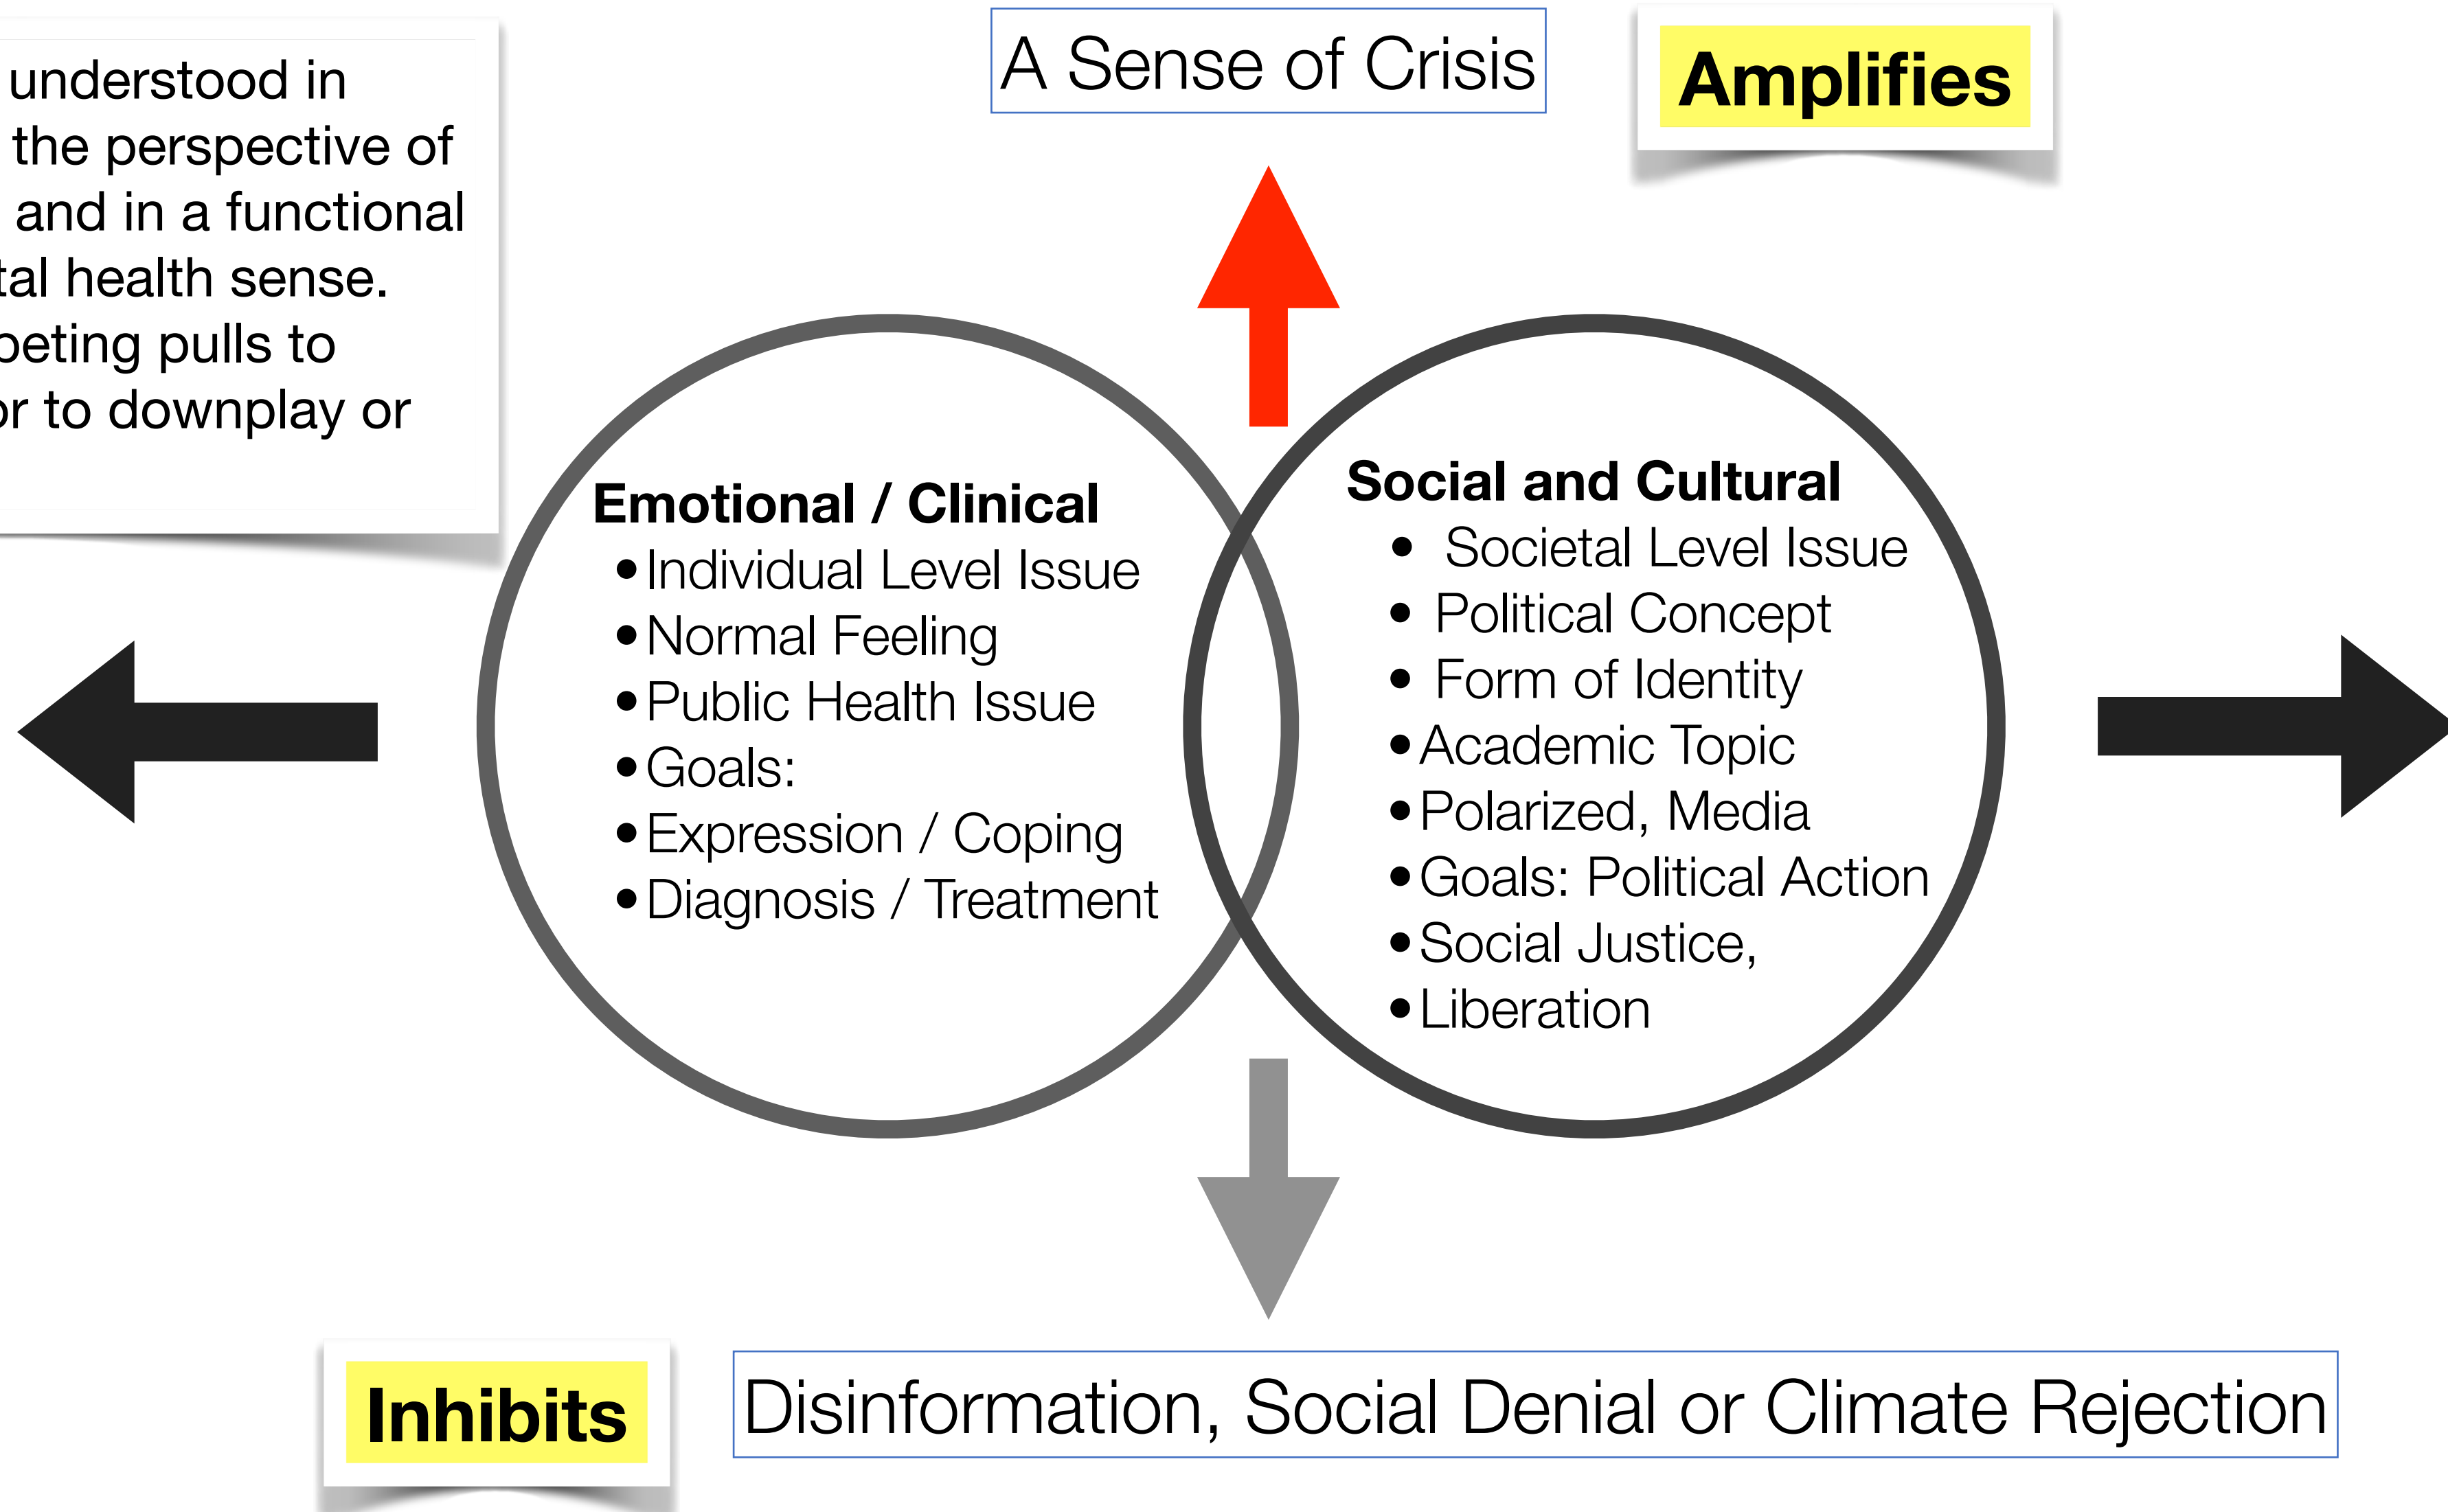 understood in
the perspective of
and in a functional
health sense.
pulls to
to downplay or
A Sense of Crisis
Amplifies
Emotional / Clinical
•Individual Level Issue
•Normal Feeling
•Public Health Issue
•Goals:
•Expression / Coping
•Diagnosis / Treatment
Social and Cultural
• Societal Level Issue
• Political Concept
• Form of Identity
•Academic Topic
•Polarized, Media
•Goals: Political Action
•Social Justice,
•Liberation
Inhibits
Disinformation, Social Denial or Climate Rejection